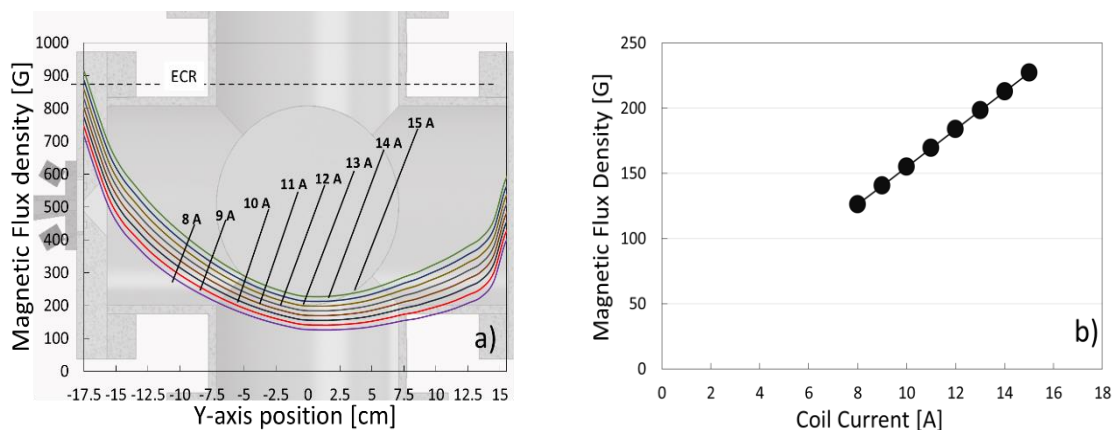 1000
900
800
700
600
500
400
300
200
100
0
Magnetic Flux density [G]
ECR
15 A
14 A
13 A
12 A
11 A
10 A
9 A
8 A
a)
-17.5 -15 -12.5 -10 -7.5 -5 -2.5 0 2.5 5 7.5 10 12.5 15
Y-axis position [cm]
250
200
150
100
50
0
Magnetic Flux Density [G]
b)
0 2 4 6 8 10 12 14 16 18
Coil Current [A]